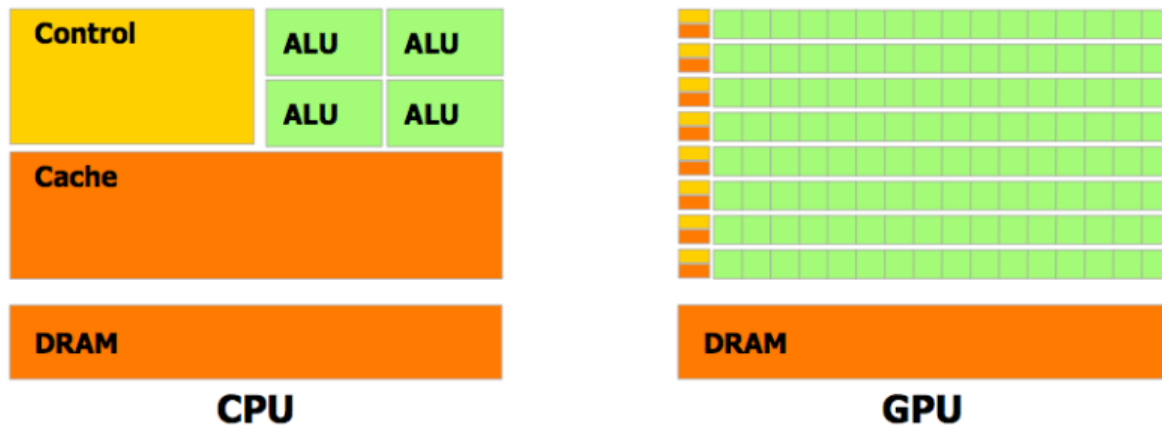 Control
ALU ALU
ALU ALU
Cache
DRAM
CPU
DRAM
GPU